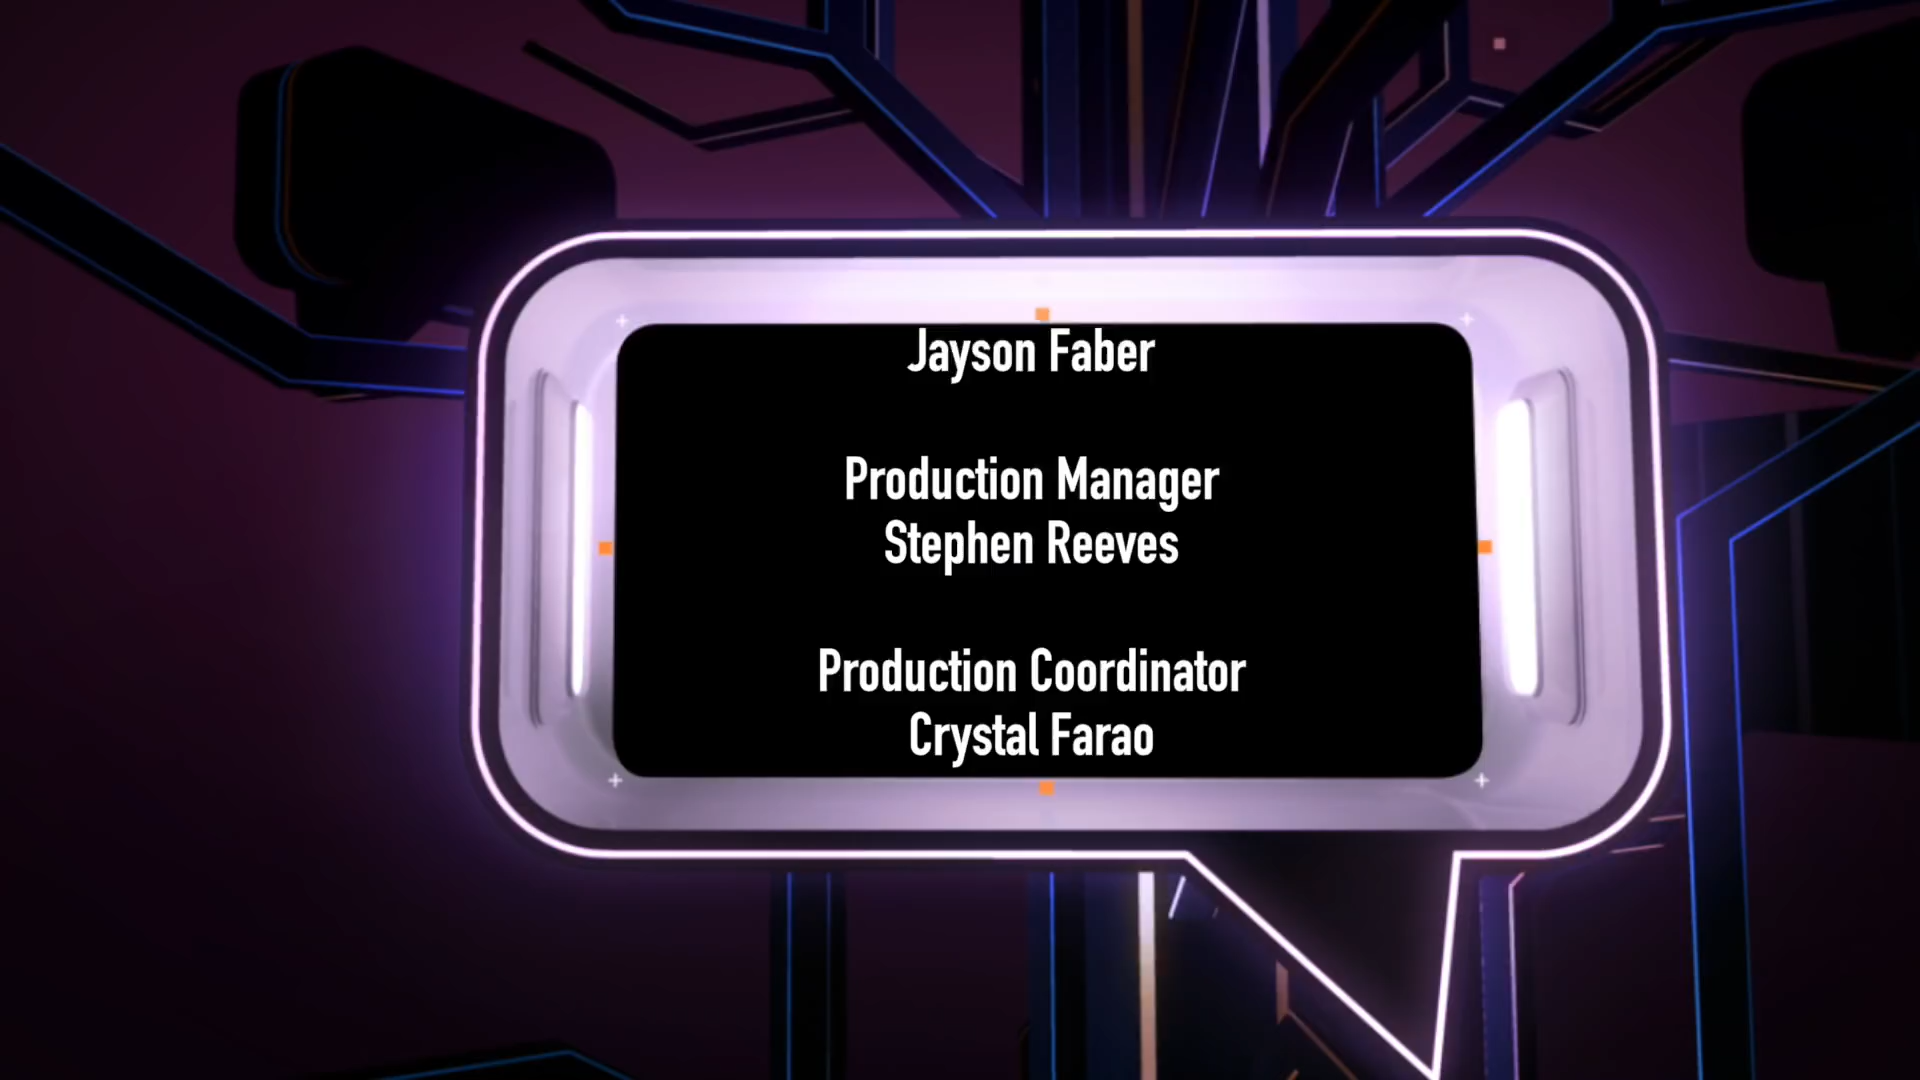 Jayson Faber
Production Manager
Stephen Reeves
Production Coordinator
Crystal Farao